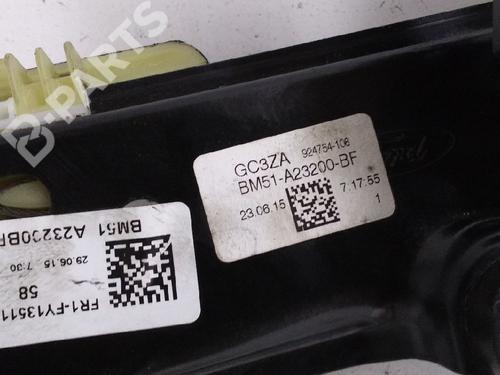 B-PARTS
GC3ZA 924754-106
BM51-A23200-BF
23.06.15 7:17:55
1
BM51 A23200BF
29.06.15 7:30
58
FR1-FY13511
Ford